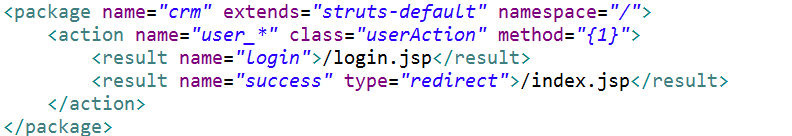 <package name="crm" extends="struts-default" namespace="/">
<action name="user_*" class="userAction" method="{1}">
<result name="login">/login.jsp</result>
<result name="success" type="redirect">/index.jsp</result>
</action>
</package>